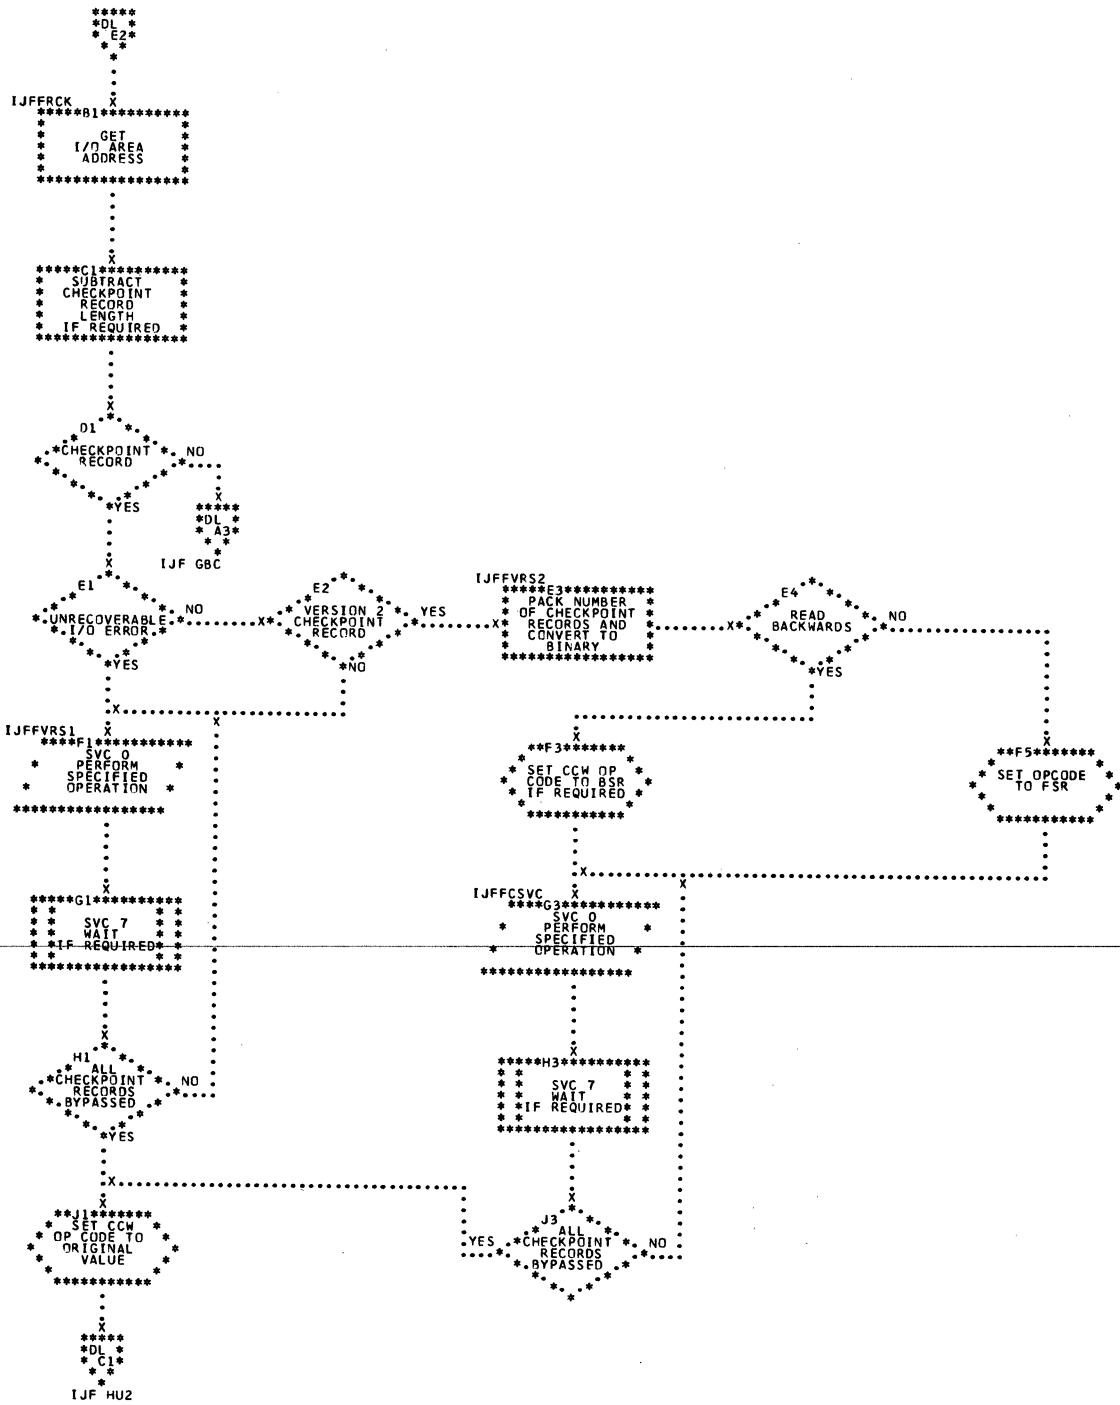 DL
E2
IJFFRCK
B1
GET
I/O AREA
ADDRESS
C1
SUBTRACT
CHECKPOINT
RECORD
LENGTH
IF REQUIRED
D1
CHECKPOINT
RECORD
NO
YES
DL
A3
IJF GBC
E1
UNRECOVERABLE
I/O ERROR
NO
YES
E2
VERSION 2
CHECKPOINT
RECORD
YES
NO
IJFFVRS2
E3
PACK NUMBER
OF CHECKPOINT
RECORDS AND
CONVERT TO
BINARY
E4
READ
BACKWARDS
NO
YES
IJFFVRS1
F1
SVC 0
PERFORM
SPECIFIED
OPERATION
F3
SET CCW OP
CODE TO BSR
IF REQUIRED
F5
SET OPCODE
TO FSR
G1
SVC 7
WAIT
IF REQUIRED
IJFFCSVC
G3
SVC 0
PERFORM
SPECIFIED
OPERATION
H1
ALL
CHECKPOINT
RECORDS
BYPASSED
NO
YES
H3
SVC 7
WAIT
IF REQUIRED
J1
SET CCW
OP CODE TO
ORIGINAL
VALUE
J3
ALL
CHECKPOINT
RECORDS
BYPASSED
YES
NO
DL
C1
IJF HU2